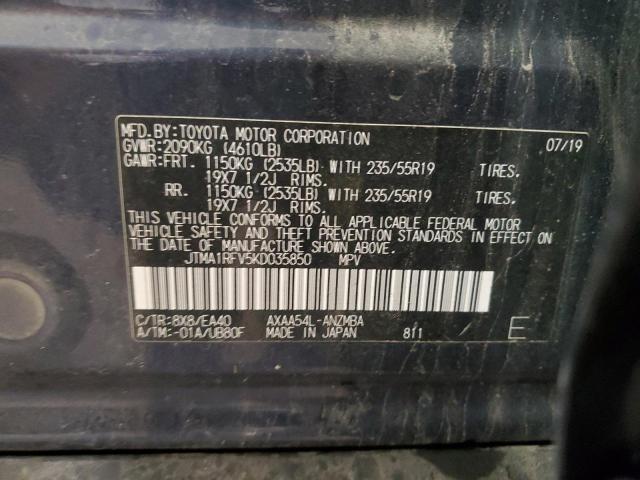 MFD.BY:TOYOTA MOTOR CORPORATION 07/19
GVWR:2090KG (4610LB)
GAWR:FRT. 1150KG (2535LB) WITH 235/55R19 TIRES.
19X7 1/2J RIMS.
RR. 1150KG (2535LB) WITH 235/55R19 TIRES.
19X7 1/2J RIMS.
THIS VEHICLE CONFORMS TO ALL APPLICABLE FEDERAL MOTOR
VEHICLE SAFETY AND THEFT PREVENTION STANDARDS IN EFFECT ON
THE DATE OF MANUFACTURE SHOWN ABOVE.
JTMA1RFV5KD035850 MPV
C/TR:8X8/EA40 AXAA54L-ANZMBA
A/TM:-01A/UB80F MADE IN JAPAN 811 E